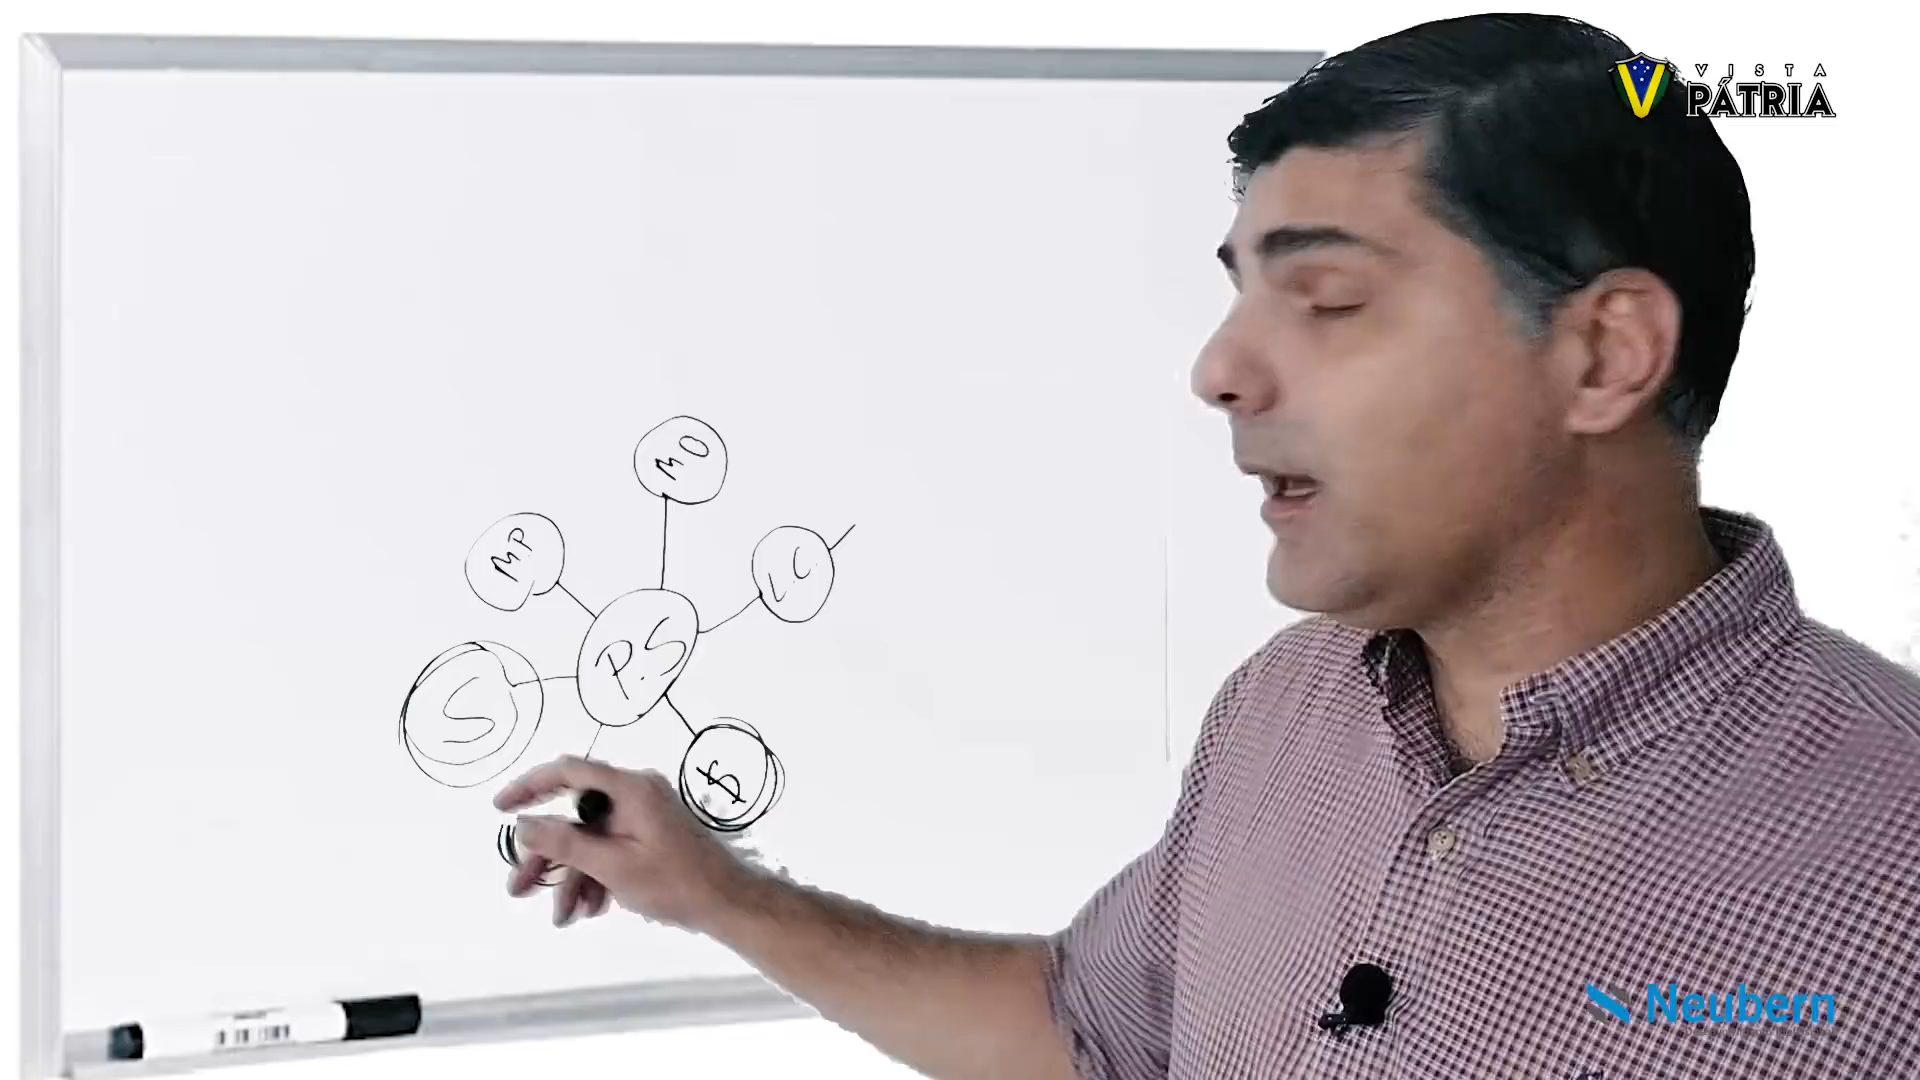 VISTA
PÁTRIA
MO
MP
L.C.
P.S
S
$
Neubern